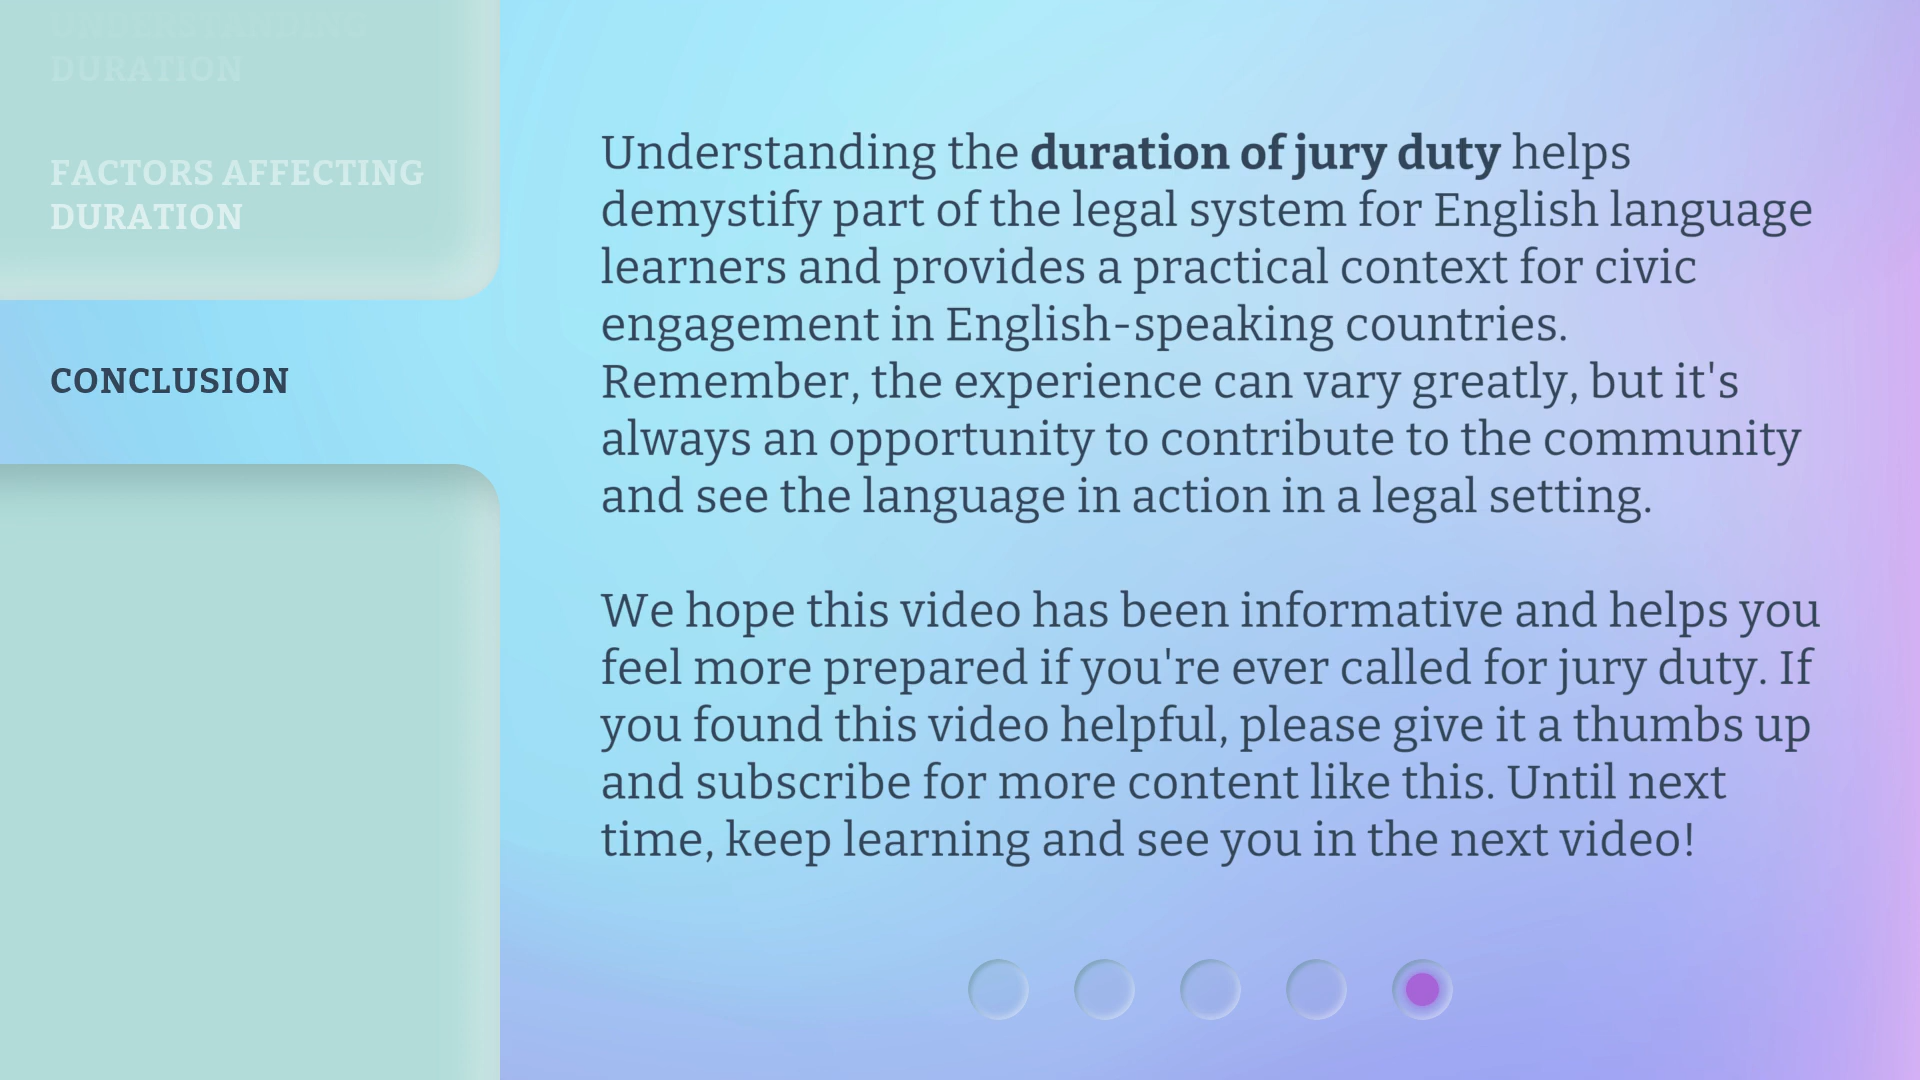 UNDERSTANDING
DURATION
FACTORS AFFECTING
DURATION
CONCLUSION
Understanding the duration of jury duty helps
demystify part of the legal system for English language
learners and provides a practical context for civic
engagement in English-speaking countries.
Remember, the experience can vary greatly, but it's
always an opportunity to contribute to the community
and see the language in action in a legal setting.
We hope this video has been informative and helps you
feel more prepared if you're ever called for jury duty. If
you found this video helpful, please give it a thumbs up
and subscribe for more content like this. Until next
time, keep learning and see you in the next video!